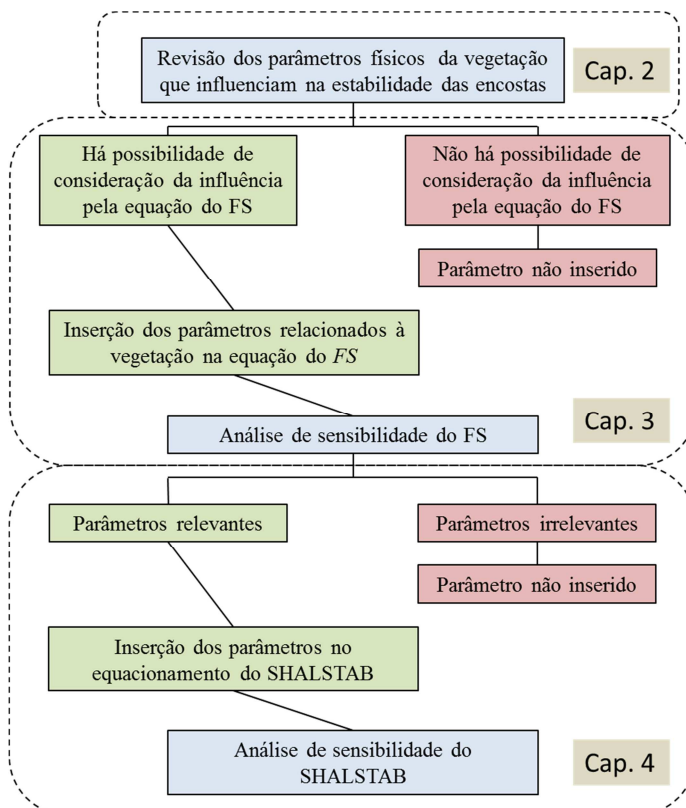 Revisão dos parâmetros físicos da vegetação
que influenciam na estabilidade das encostas
Cap. 2
Há possibilidade de
consideração da influência
pela equação do FS
Não há possibilidade de
consideração da influência
pela equação do FS
Parâmetro não inserido
Inserção dos parâmetros relacionados à
vegetação na equação do FS
Análise de sensibilidade do FS
Cap. 3
Parâmetros relevantes
Parâmetros irrelevantes
Parâmetro não inserido
Inserção dos parâmetros no
equacionamento do SHALSTAB
Análise de sensibilidade do
SHALSTAB
Cap. 4